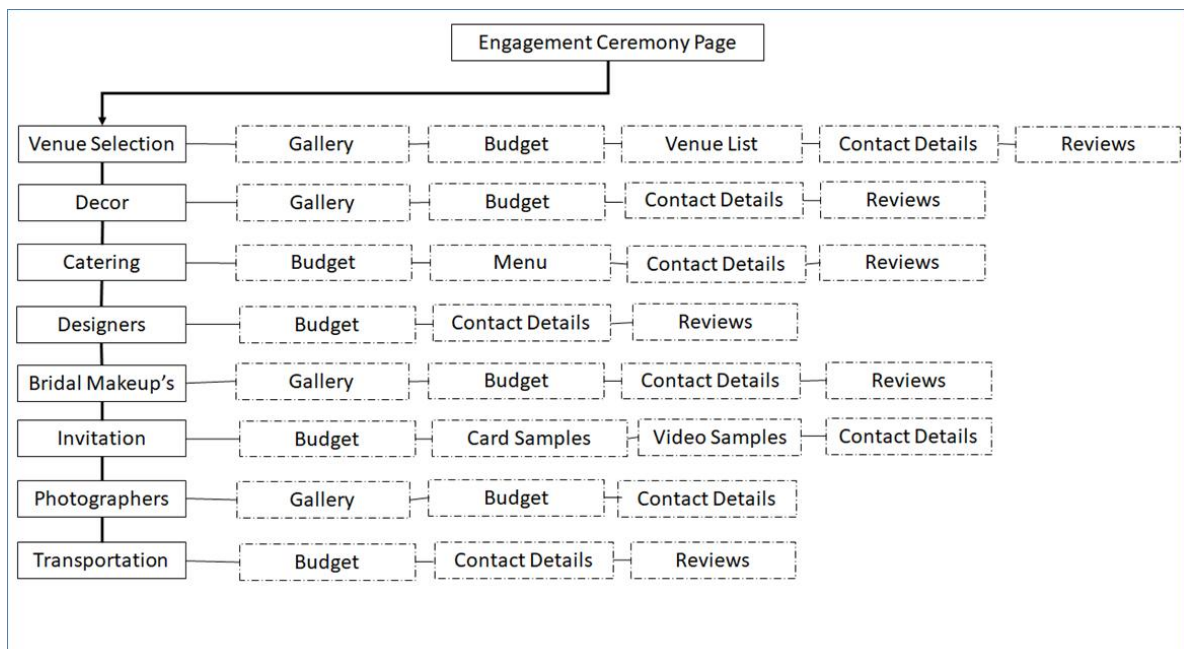 Engagement Ceremony Page
Venue Selection Gallery Budget Venue List Contact Details Reviews
Decor Gallery Budget Contact Details Reviews
Catering Budget Menu Contact Details Reviews
Designers Budget Contact Details Reviews
Bridal Makeup’s Gallery Budget Contact Details Reviews
Invitation Budget Card Samples Video Samples Contact Details
Photographers Gallery Budget Contact Details
Transportation Budget Contact Details Reviews